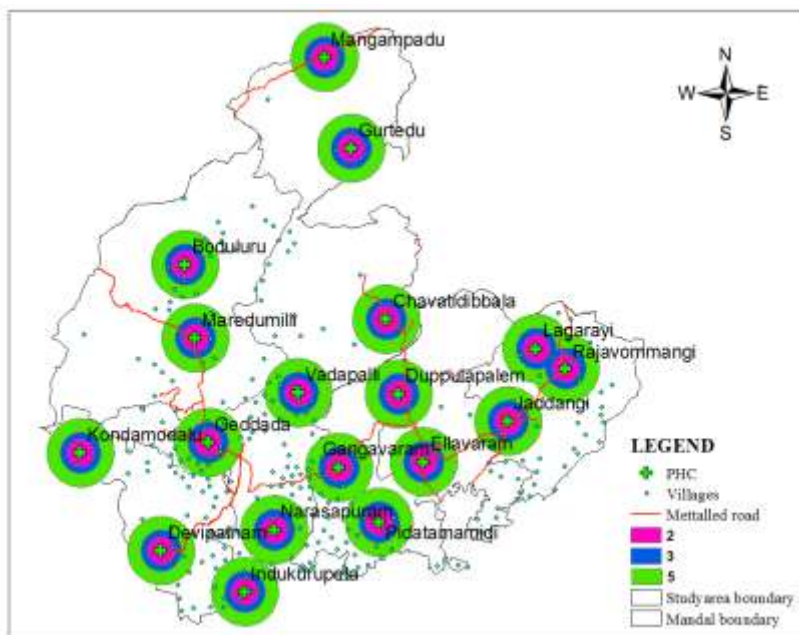 Mangampadu
N
W E
S
Gurtedu
Boduluru
Chavatidibbala
Maredumilli
Lagarayi
Rajavommangi
Vadapalli
Dupputapalem
Jaddangi
Geddada
Kondamodalu
Gangavaram
Ellavaram
LEGEND
PHC
Villages
Mettalled road
2
3
5
Studyarea boundary
Mandal boundary
Narasapuram
Devipatnam
Pidatamamidi
Indukurupeta